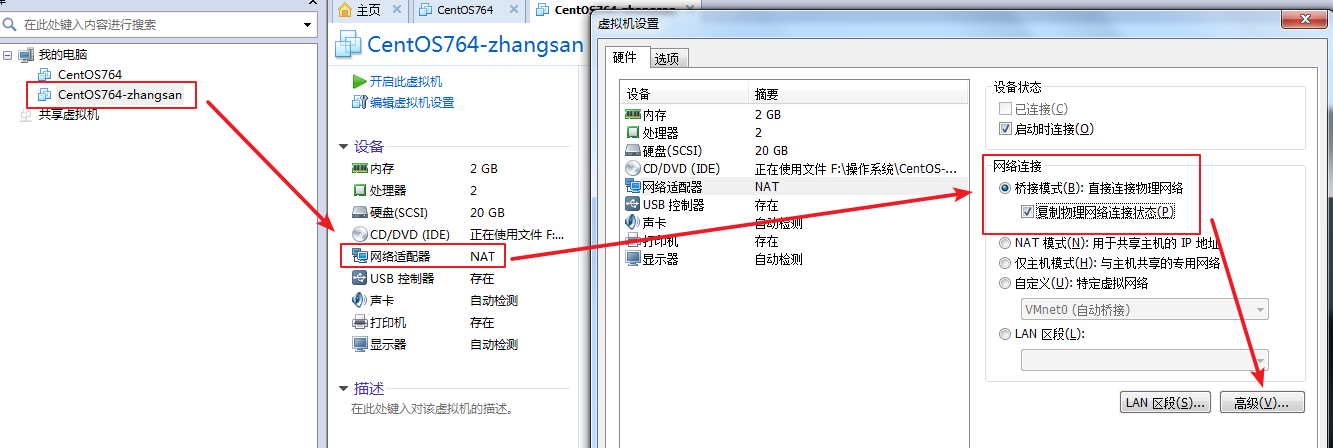 在此处键入内容进行搜索
我的电脑
CentOS764
CentOS764-zhangsan
共享虚拟机
主页
CentOS764
CentOS764-zhangsan
CentOS764-zhangsan
开启此虚拟机
编辑虚拟机设置
设备
内存 2 GB
处理器 2
硬盘(SCSI) 20 GB
CD/DVD (IDE) 正在使用文件 F:...
网络适配器 NAT
USB 控制器 存在
声卡 自动检测
打印机 存在
显示器 自动检测
描述
在此处键入对该虚拟机的描述。
虚拟机设置
硬件 选项
设备 摘要
内存 2 GB
处理器 2
硬盘(SCSI) 20 GB
CD/DVD (IDE) 正在使用文件 F:\操作系统\CentOS-...
网络适配器 NAT
USB 控制器 存在
声卡 自动检测
打印机 存在
显示器 自动检测
设备状态
已连接(C)
启动时连接(O)
网络连接
桥接模式(B): 直接连接物理网络
复制物理网络连接状态(P)
NAT 模式(N): 用于共享主机的 IP 地址
仅主机模式(H): 与主机共享的专用网络
自定义(U): 特定虚拟网络
VMnet0 (自动桥接)
LAN 区段(L):
LAN 区段(S)... 高级(V)...